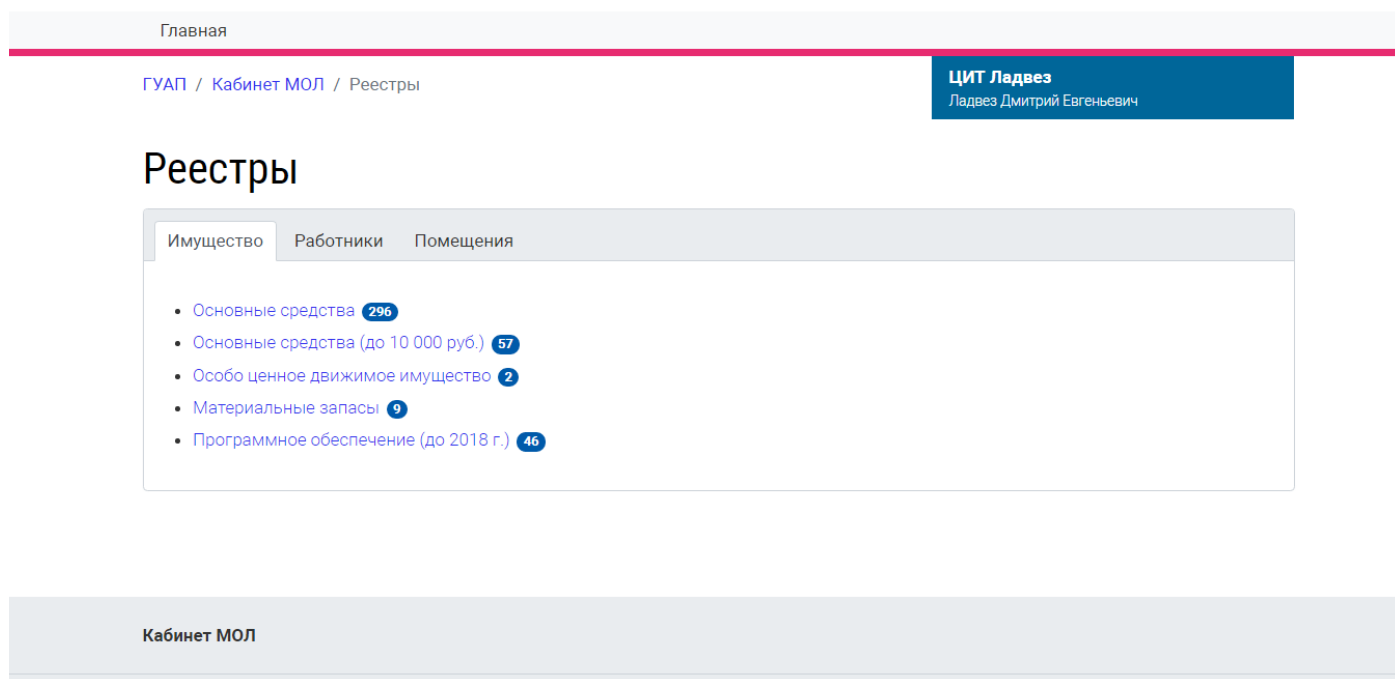 Главная
ГУАП / Кабинет МОЛ / Реестры
ЦИТ Ладвез
Ладвез Дмитрий Евгеньевич
Реестры
Имущество Работники Помещения
Основные средства 296
Основные средства (до 10 000 руб.) 57
Особо ценное движимое имущество 2
Материальные запасы 9
Программное обеспечение (до 2018 г.) 46
Кабинет МОЛ